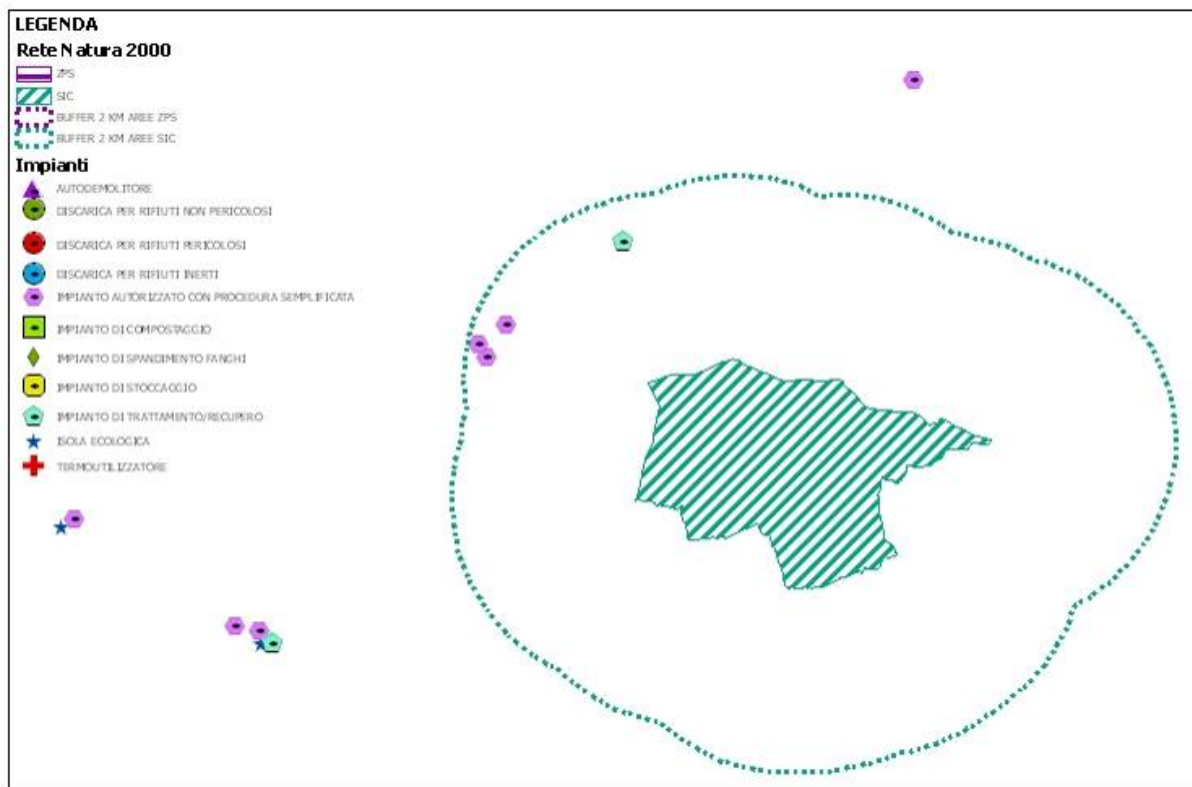 LEGENDA
Rete Natura 2000
ZPS
SIC
BUFFER 2 KM AREE ZPS
BUFFER 2 KM AREE SIC
Impianti
AUTODEMOLITORE
DISCARICA PER RIFIUTI NON PERICOLOSI
DISCARICA PER RIFIUTI PERICOLOSI
DISCARICA PER RIFIUTI INERTI
IMPIANTO AUTORIZZATO CON PROCEDURA SEMPLIFICATA
IMPIANTO DI COMPOSTAGGIO
IMPIANTO DI SPANDIMENTO FANGHI
IMPIANTO DI STOCCAGGIO
IMPIANTO DI TRATTAMENTO/RECUPERO
ISOLA ECOLOGICA
TERMOUTILIZZATORE